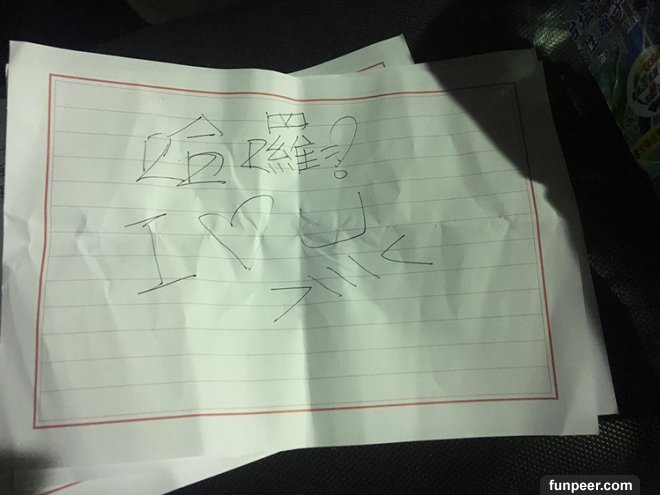 哈囉?
I ♡ U
> /// <
funpeer.com